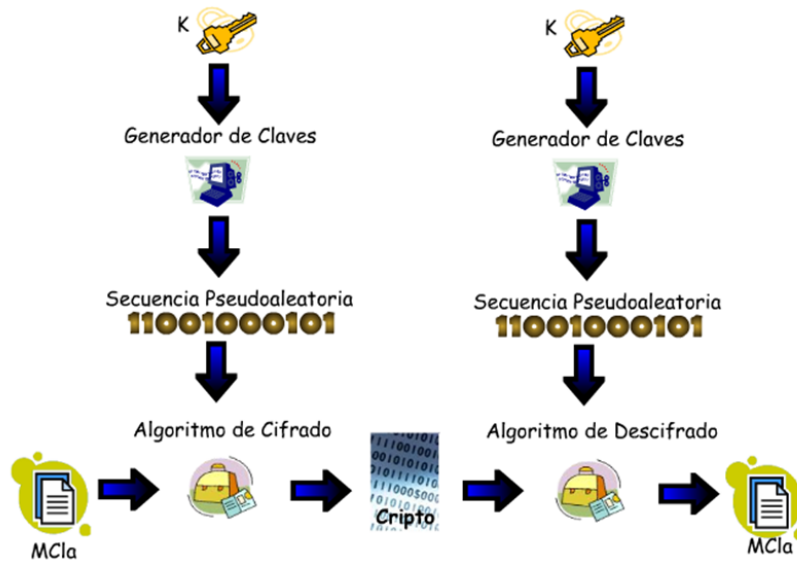 K
K
Generador de Claves
Generador de Claves
Secuencia Pseudoaleatoria
Secuencia Pseudoaleatoria
11001000101
11001000101
Algoritmo de Cifrado
Algoritmo de Descifrado
Cripto
MCla
MCla